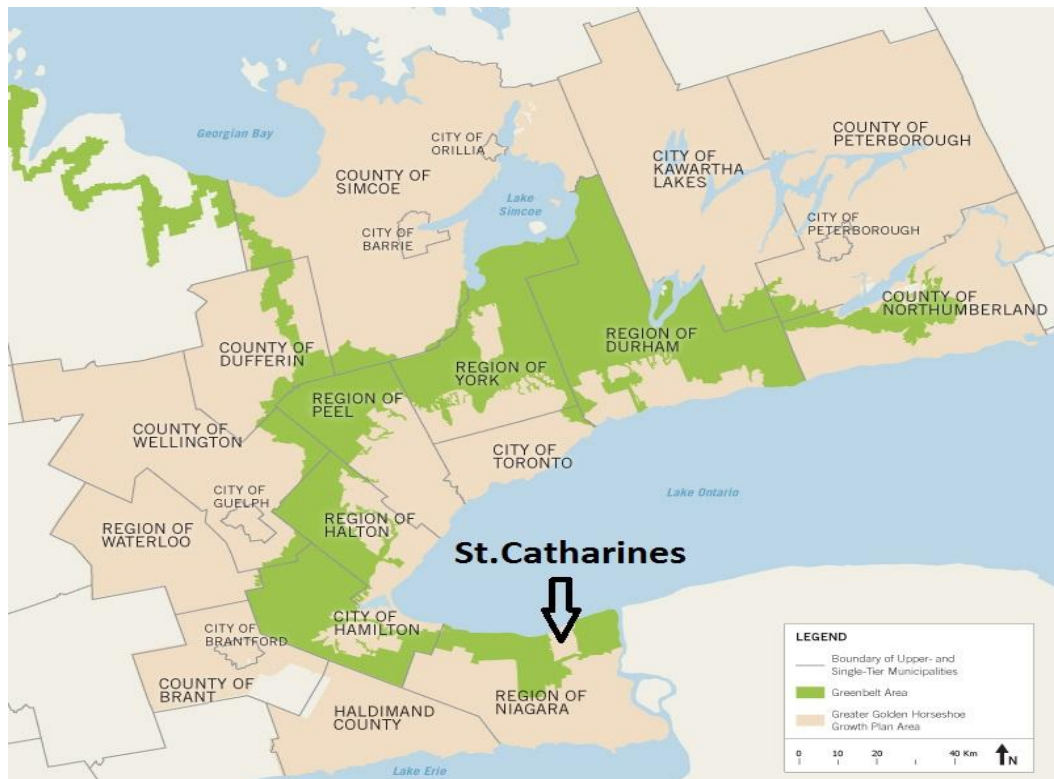 Georgian Bay
CITY OF
ORILLIA
COUNTY OF
SIMCOE
Lake
Simcoe
CITY OF
BARRIE
CITY OF
KAWARTHA
LAKES
COUNTY OF
PETERBOROUGH
CITY OF
PETERBOROUGH
COUNTY OF
NORTHUMBERLAND
COUNTY OF
DUFFERIN
REGION OF
YORK
REGION OF
DURHAM
REGION OF
PEEL
COUNTY OF
WELLINGTON
CITY OF
TORONTO
CITY OF
GUELPH
REGION OF
WATERLOO
REGION OF
HALTON
Lake Ontario
St.Catharines
CITY OF
HAMILTON
CITY OF
BRANTFORD
COUNTY OF
BRANT
REGION OF
NIAGARA
HALDIMAND
COUNTY
Lake Erie
LEGEND
Boundary of Upper- and
Single-Tier Municipalities
Greenbelt Area
Greater Golden Horseshoe
Growth Plan Area
0 10 20 40 Km N